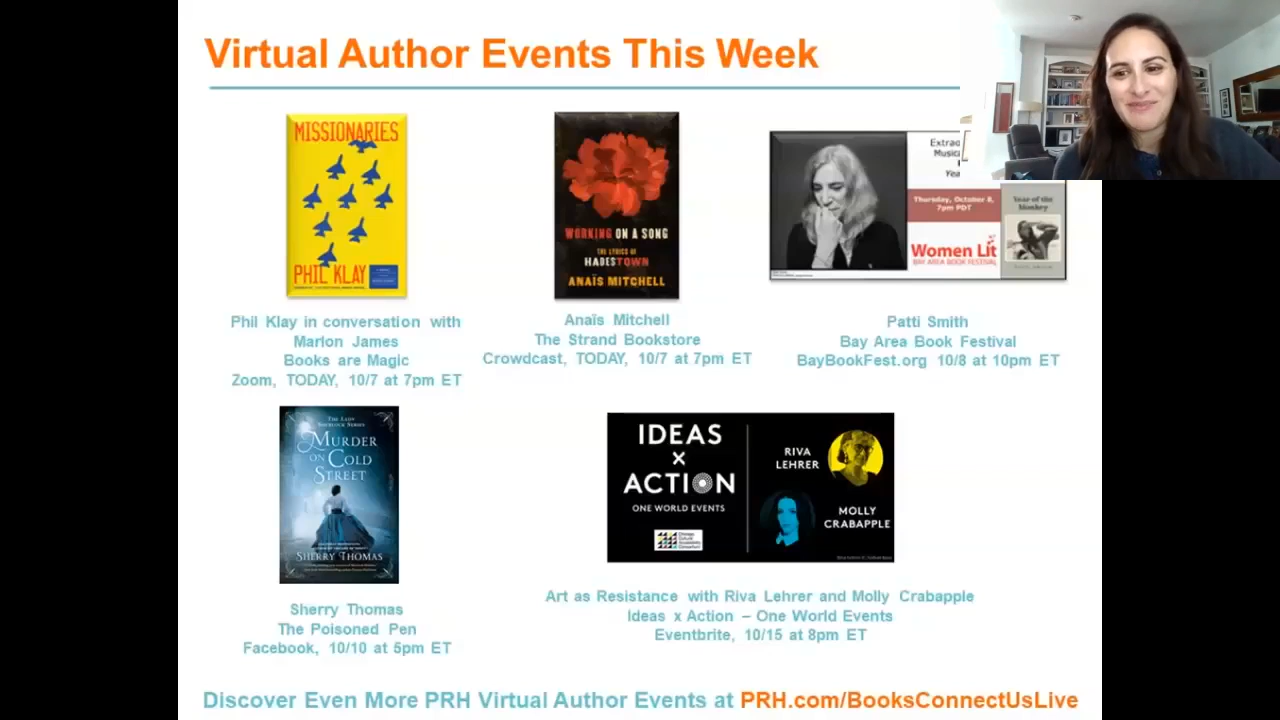 Virtual Author Events This Week
MISSIONARIES
PHIL KLAY
Phil Klay in conversation with
Marlon James
Books are Magic
Zoom, TODAY, 10/7 at 7pm ET
WORKING ON A SONG
THE LYRICS OF
HADESTOWN
ANAÏS MITCHELL
Anaïs Mitchell
The Strand Bookstore
Crowdcast, TODAY, 10/7 at 7pm ET
Thursday, October 8,
7pm PDT
Women Lit
BAY AREA BOOK FESTIVAL
Year of the
Monkey
Patti Smith
Bay Area Book Festival
BayBookFest.org 10/8 at 10pm ET
THE LADY
SHERLOCK SERIES
MURDER
ON COLD
STREET
SHERRY THOMAS
Sherry Thomas
The Poisoned Pen
Facebook, 10/10 at 5pm ET
IDEAS
x
ACTION
ONE WORLD EVENTS
RIVA
LEHRER
MOLLY
CRABAPPLE
Art as Resistance with Riva Lehrer and Molly Crabapple
Ideas x Action – One World Events
Eventbrite, 10/15 at 8pm ET
Discover Even More PRH Virtual Author Events at PRH.com/BooksConnectUsLive